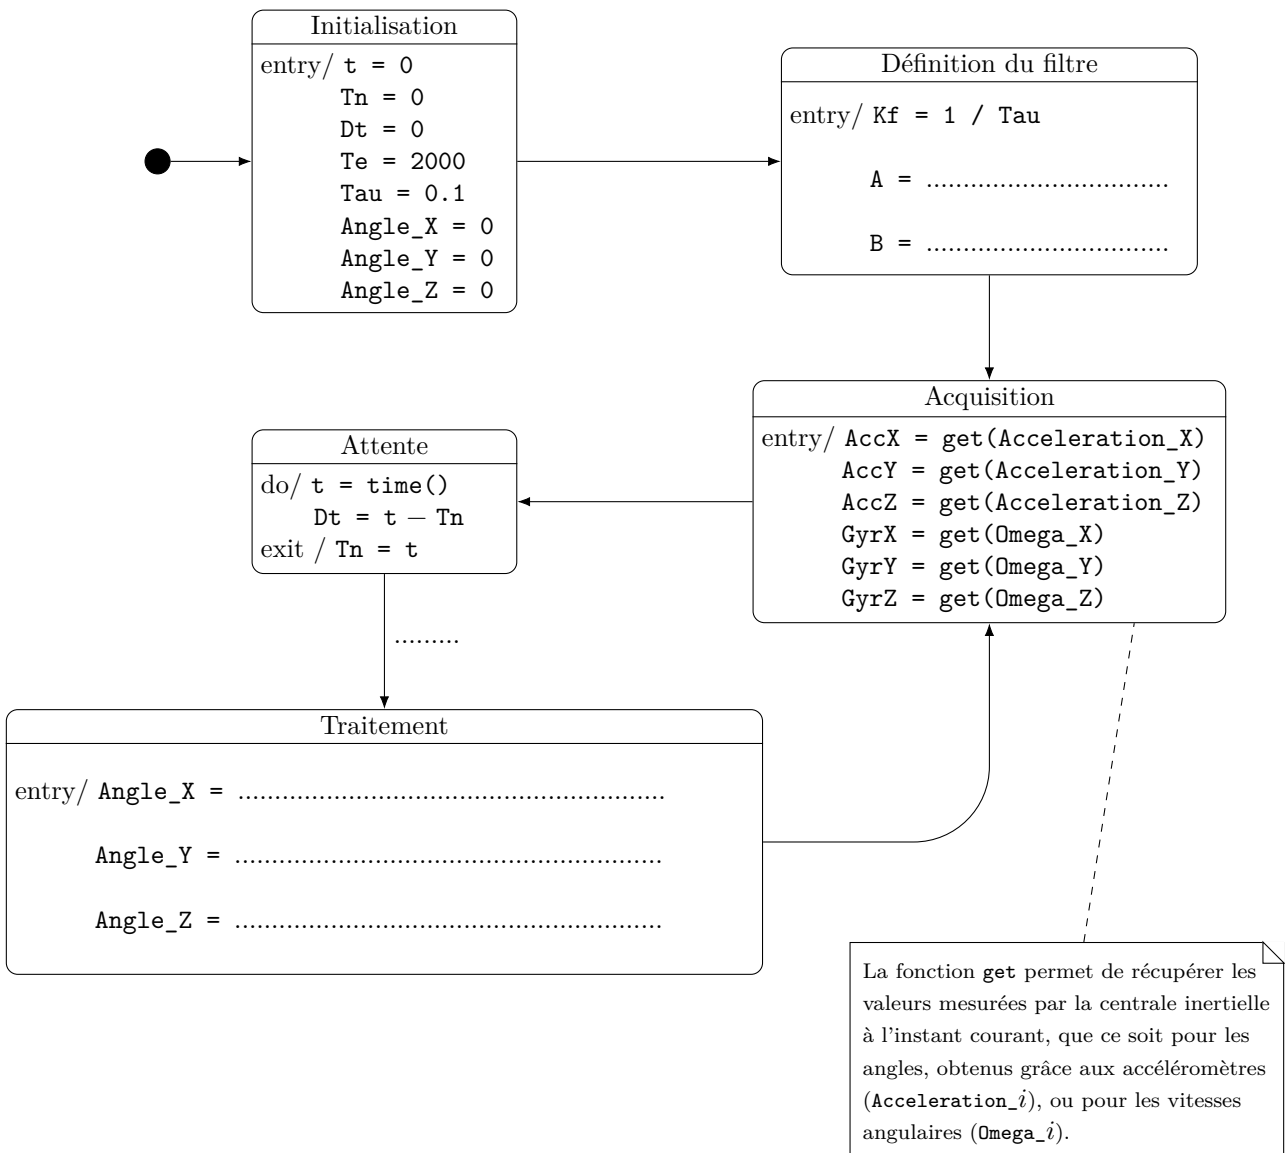 Initialisation
entry/ t = 0
Tn = 0
Dt = 0
Te = 2000
Tau = 0.1
Angle_X = 0
Angle_Y = 0
Angle_Z = 0
Définition du filtre
entry/ Kf = 1 / Tau
A = .................................
B = .................................
Acquisition
entry/ AccX = get(Acceleration_X)
AccY = get(Acceleration_Y)
AccZ = get(Acceleration_Z)
GyrX = get(Omega_X)
GyrY = get(Omega_Y)
GyrZ = get(Omega_Z)
Attente
do/ t = time()
Dt = t − Tn
exit / Tn = t
.........
Traitement
entry/ Angle_X = ..........................................................
Angle_Y = ..........................................................
Angle_Z = ..........................................................
La fonction get permet de récupérer les
valeurs mesurées par la centrale inertielle
à l'instant courant, que ce soit pour les
angles, obtenus grâce aux accéléromètres
(Acceleration_i), ou pour les vitesses
angulaires (Omega_i).